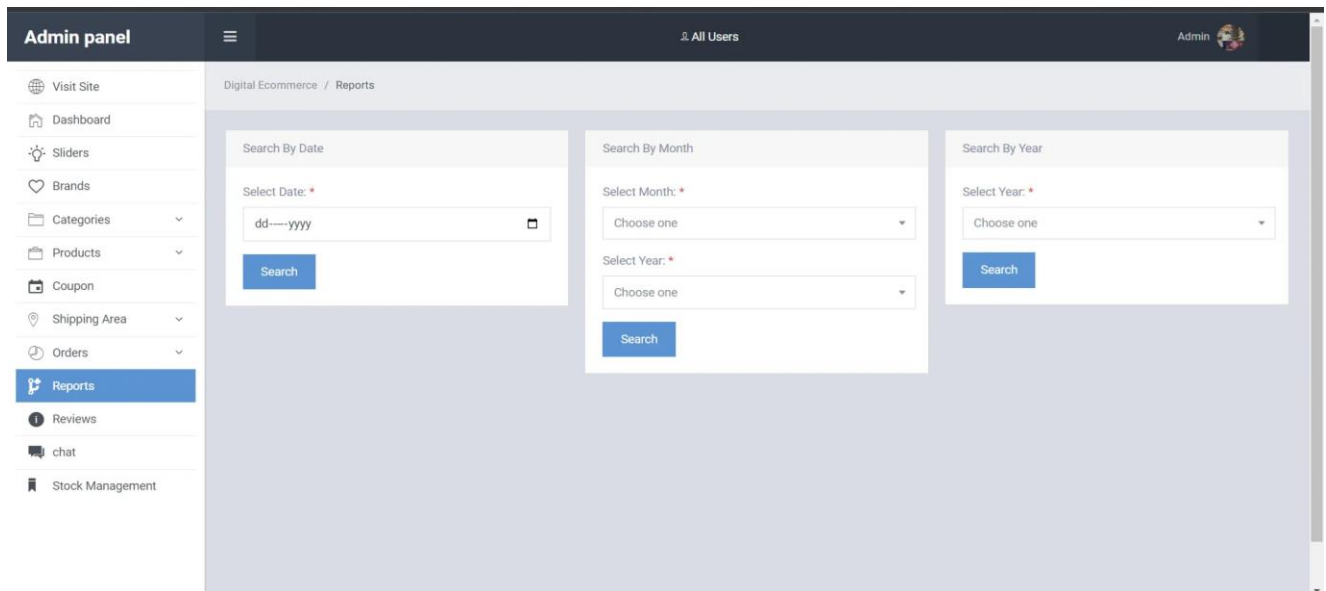 Admin panel
All Users
Admin
Visit Site
Dashboard
Sliders
Brands
Categories
Products
Coupon
Shipping Area
Orders
Reports
Reviews
chat
Stock Management
Digital Ecommerce / Reports
Search By Date
Select Date: *
dd-----yyyy
Search
Search By Month
Select Month: *
Choose one
Select Year: *
Choose one
Search
Search By Year
Select Year: *
Choose one
Search